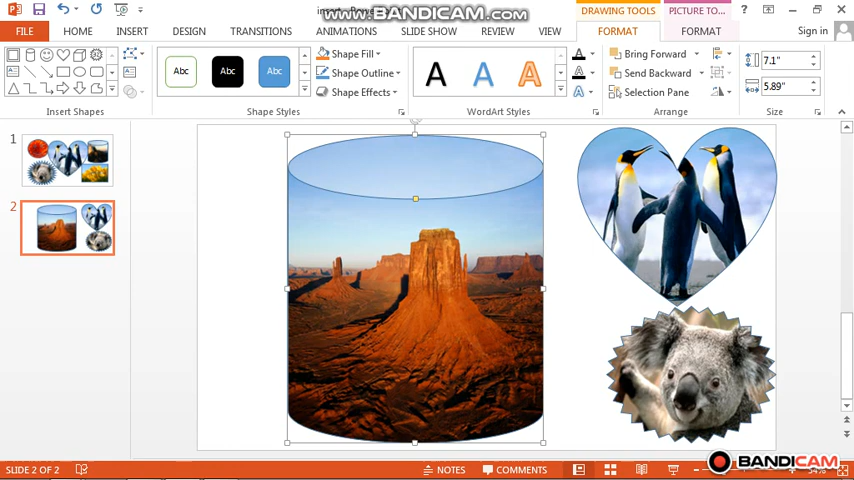 insert - Pow
www.BANDICAM.com
DRAWING TOOLS
PICTURE TO...
FILE
HOME
INSERT
DESIGN
TRANSITIONS
ANIMATIONS
SLIDE SHOW
REVIEW
VIEW
FORMAT
FORMAT
Sign in
Abc
Abc
Abc
Shape Fill
Shape Outline
Shape Effects
A
A
A
A
A
Bring Forward
Send Backward
Selection Pane
7.1"
5.89"
Insert Shapes
Shape Styles
WordArt Styles
Arrange
Size
1
2
SLIDE 2 OF 2
NOTES
COMMENTS
BANDICAM
54%